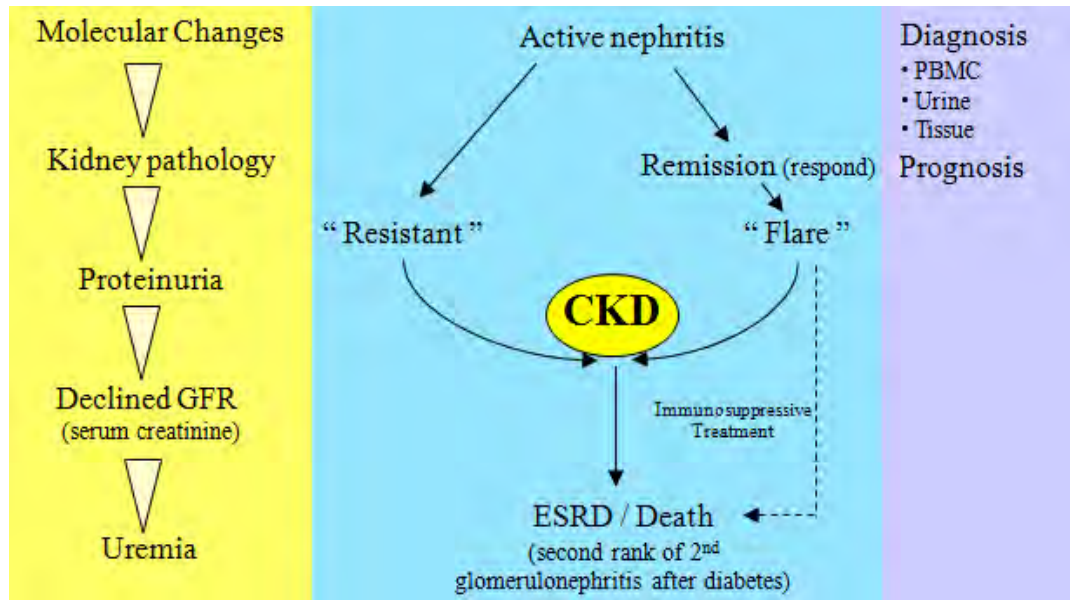 Molecular Changes
Kidney pathology
Proteinuria
Declined GFR
(serum creatinine)
Uremia
Active nephritis
Remission (respond)
“ Resistant ”
“ Flare ”
CKD
Immunosuppressive
Treatment
ESRD / Death
(second rank of 2nd
glomerulonephritis after diabetes)
Diagnosis
• PBMC
• Urine
• Tissue
Prognosis